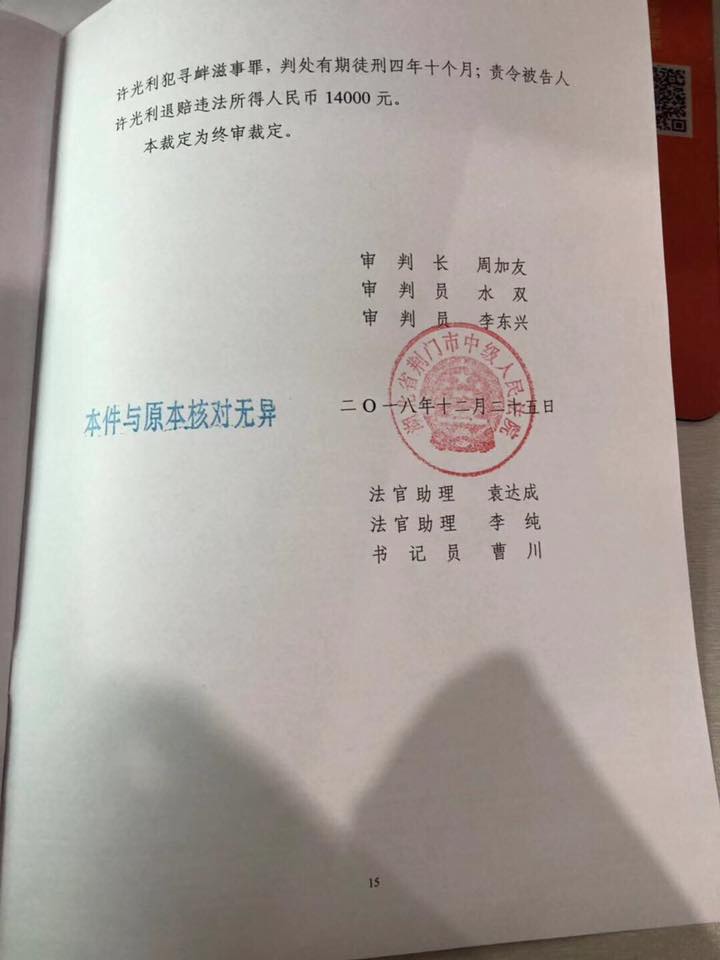 许光利犯寻衅滋事罪，判处有期徒刑四年十个月；责令被告人
许光利退赔违法所得人民币 14000 元。
本裁定为终审裁定。
审 判 长 周加友
审 判 员 水 双
审 判 员 李东兴
湖北省荆门市中级人民法院
二〇一八年十二月二十五日
本件与原本核对无异
法官助理 袁达成
法官助理 李纯
书 记 员 曹 川
15